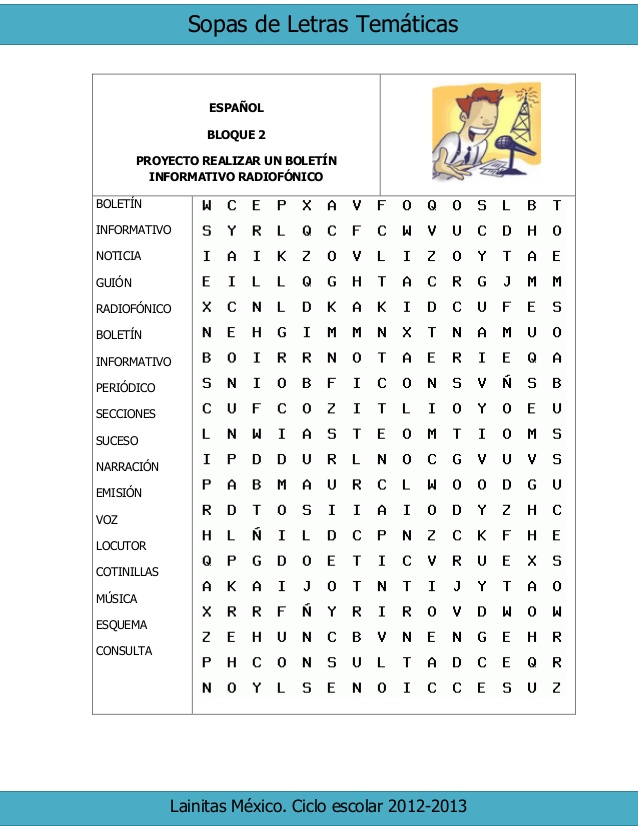 Sopas de Letras Temáticas
ESPAÑOL
BLOQUE 2
PROYECTO REALIZAR UN BOLETÍN
INFORMATIVO RADIOFÓNICO
BOLETÍN
INFORMATIVO
NOTICIA
GUIÓN
RADIOFÓNICO
BOLETÍN
INFORMATIVO
PERIÓDICO
SECCIONES
SUCESO
NARRACIÓN
EMISIÓN
VOZ
LOCUTOR
COTINILLAS
MÚSICA
ESQUEMA
CONSULTA
W C E P X A V F O Q O S L B T
S Y R L Q C F C W V U C D H O
I A I K Z O V L I Z O Y T A E
E I L L Q G H T A C R G J M M
X C N L D K A K I D C U F E S
N E H G I M M N X T N A M U O
B O I R R N O T A E R I E Q A
S N I O B F I C O N S V Ñ S B
C U F C O Z I T L I O Y O E U
L N W I A S T E O M T I O M S
I P D D U R L N O C G V U V S
P A B M A U R C L W O O D G U
R D T O S I I A I O D Y Z H C
H L Ñ I L D C P N Z C K F H E
Q P G D O E T I C V R U E X S
A K A I J O T N T I J Y T A O
X R R F Ñ Y R I R O V D W O W
Z E H U N C B V N E N G E H R
P H C O N S U L T A D C E Q R
N O Y L S E N O I C C E S U Z
Lainitas México. Ciclo escolar 2012-2013